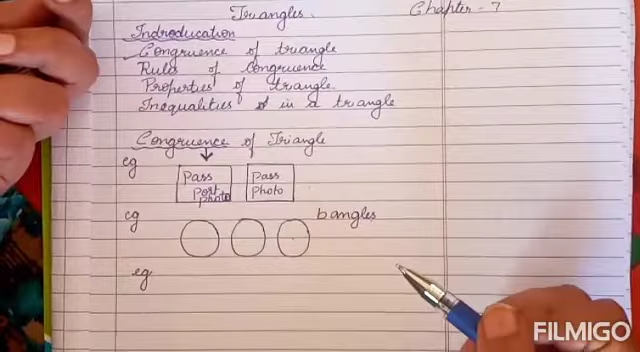 Triangles. Chapter - 7
Indroducation
Congruence of triangle
Rules of Congruence
Properties of triangle.
Inequalities of in a triangle
Congruence of Triangle
eg
Pass Port photo
Pass Photo
eg
bangles
eg
FILMIGO